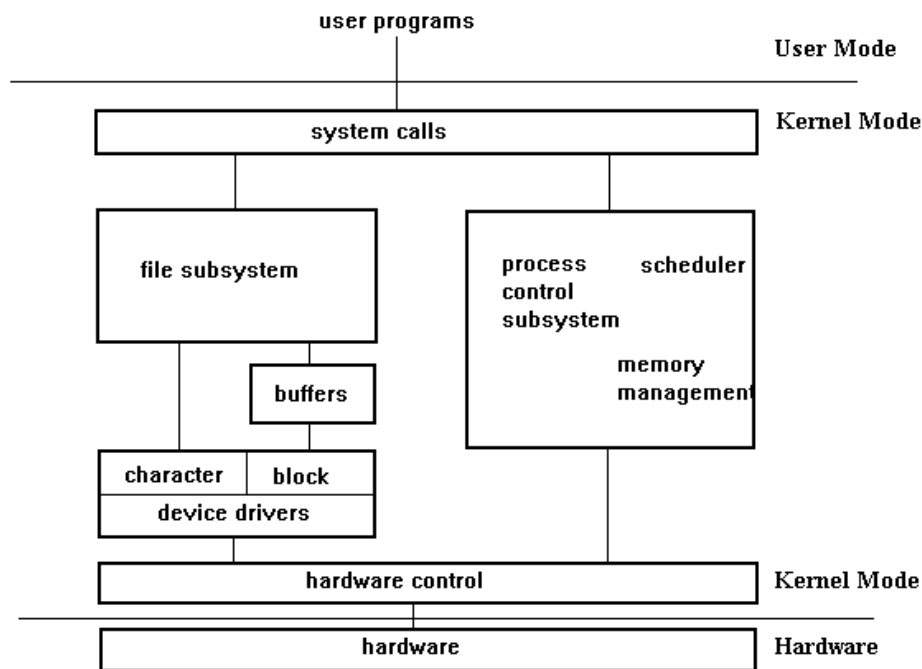 user programs
User Mode
Kernel Mode
system calls
file subsystem
process
control
subsystem
scheduler
memory
management
buffers
character
block
device drivers
hardware control
Kernel Mode
hardware
Hardware